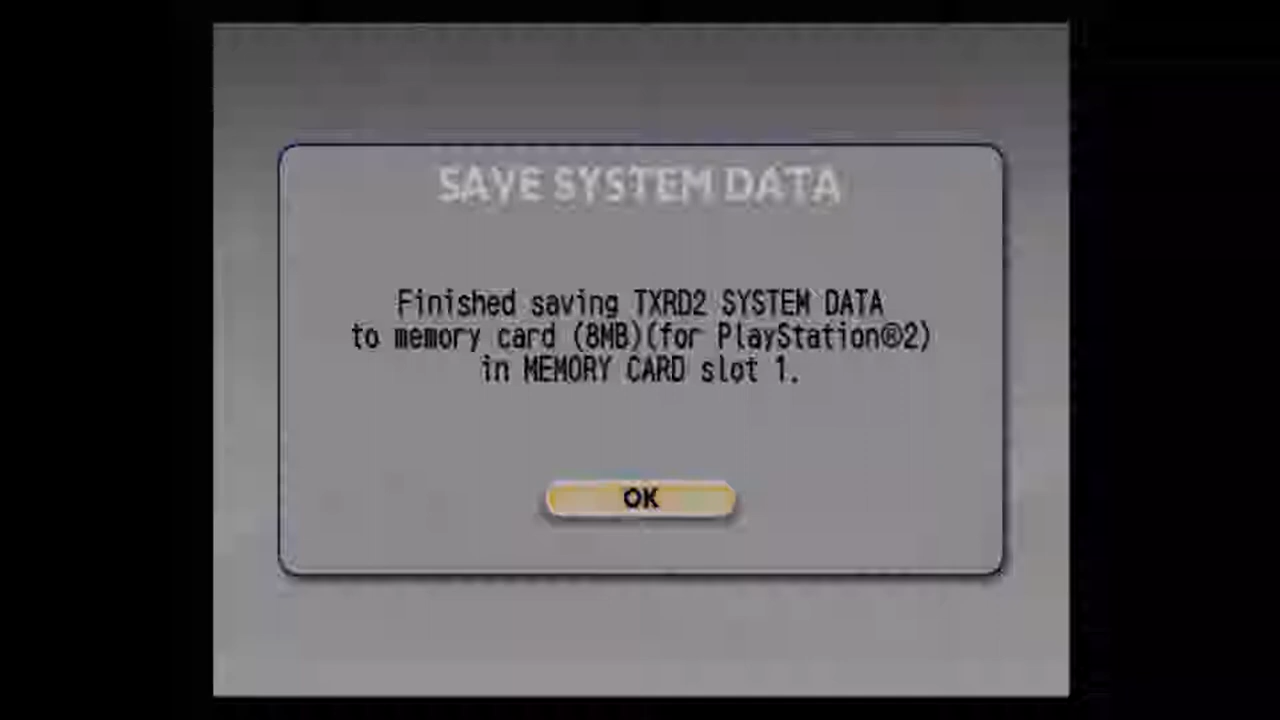 SAVE SYSTEM DATA
Finished saving TXRD2 SYSTEM DATA
to memory card (8MB)(for PlayStation®2)
in MEMORY CARD slot 1.
OK